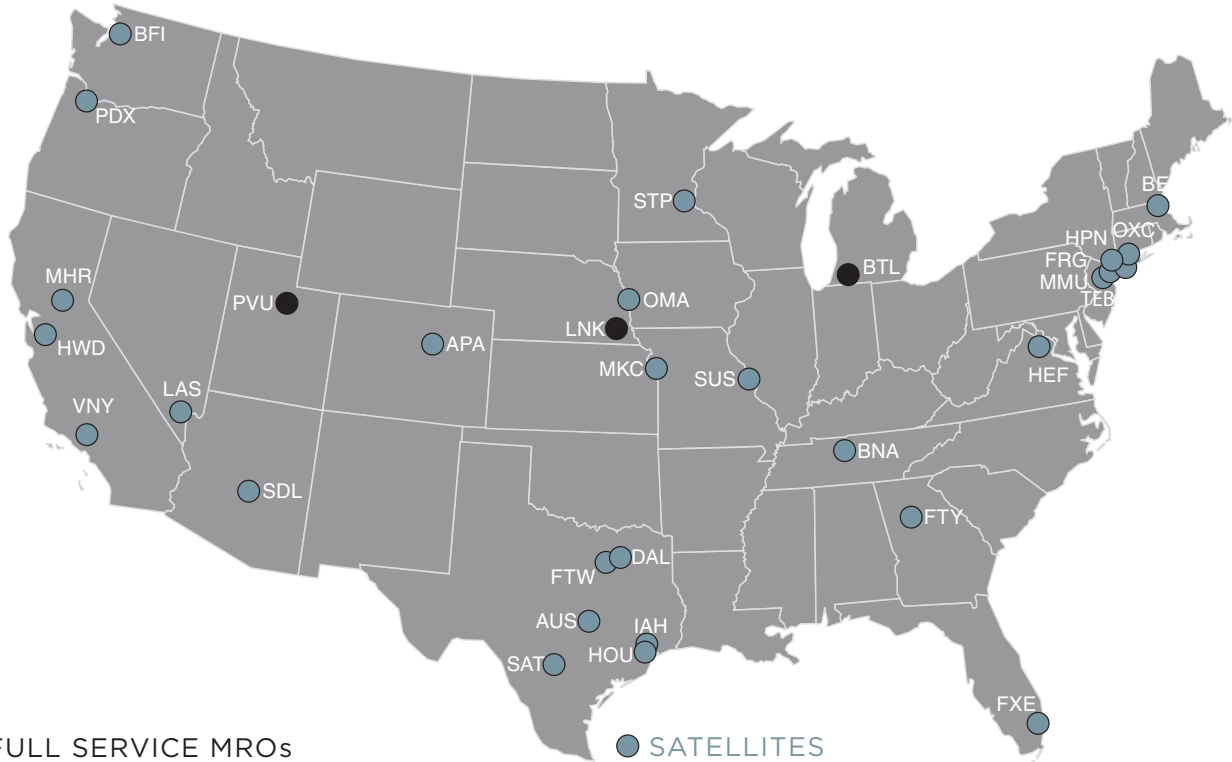 BFI
PDX
STP
BE
OXC
HPN
FRG
MMU
TEB
BTL
MHR
PVU
OMA
LNK
HWD
APA
MKC
SUS
HEF
LAS
VNY
BNA
SDL
FTY
DAL
FTW
AUS
IAH
HOU
SAT
FXE
FULL SERVICE MROs
SATELLITES